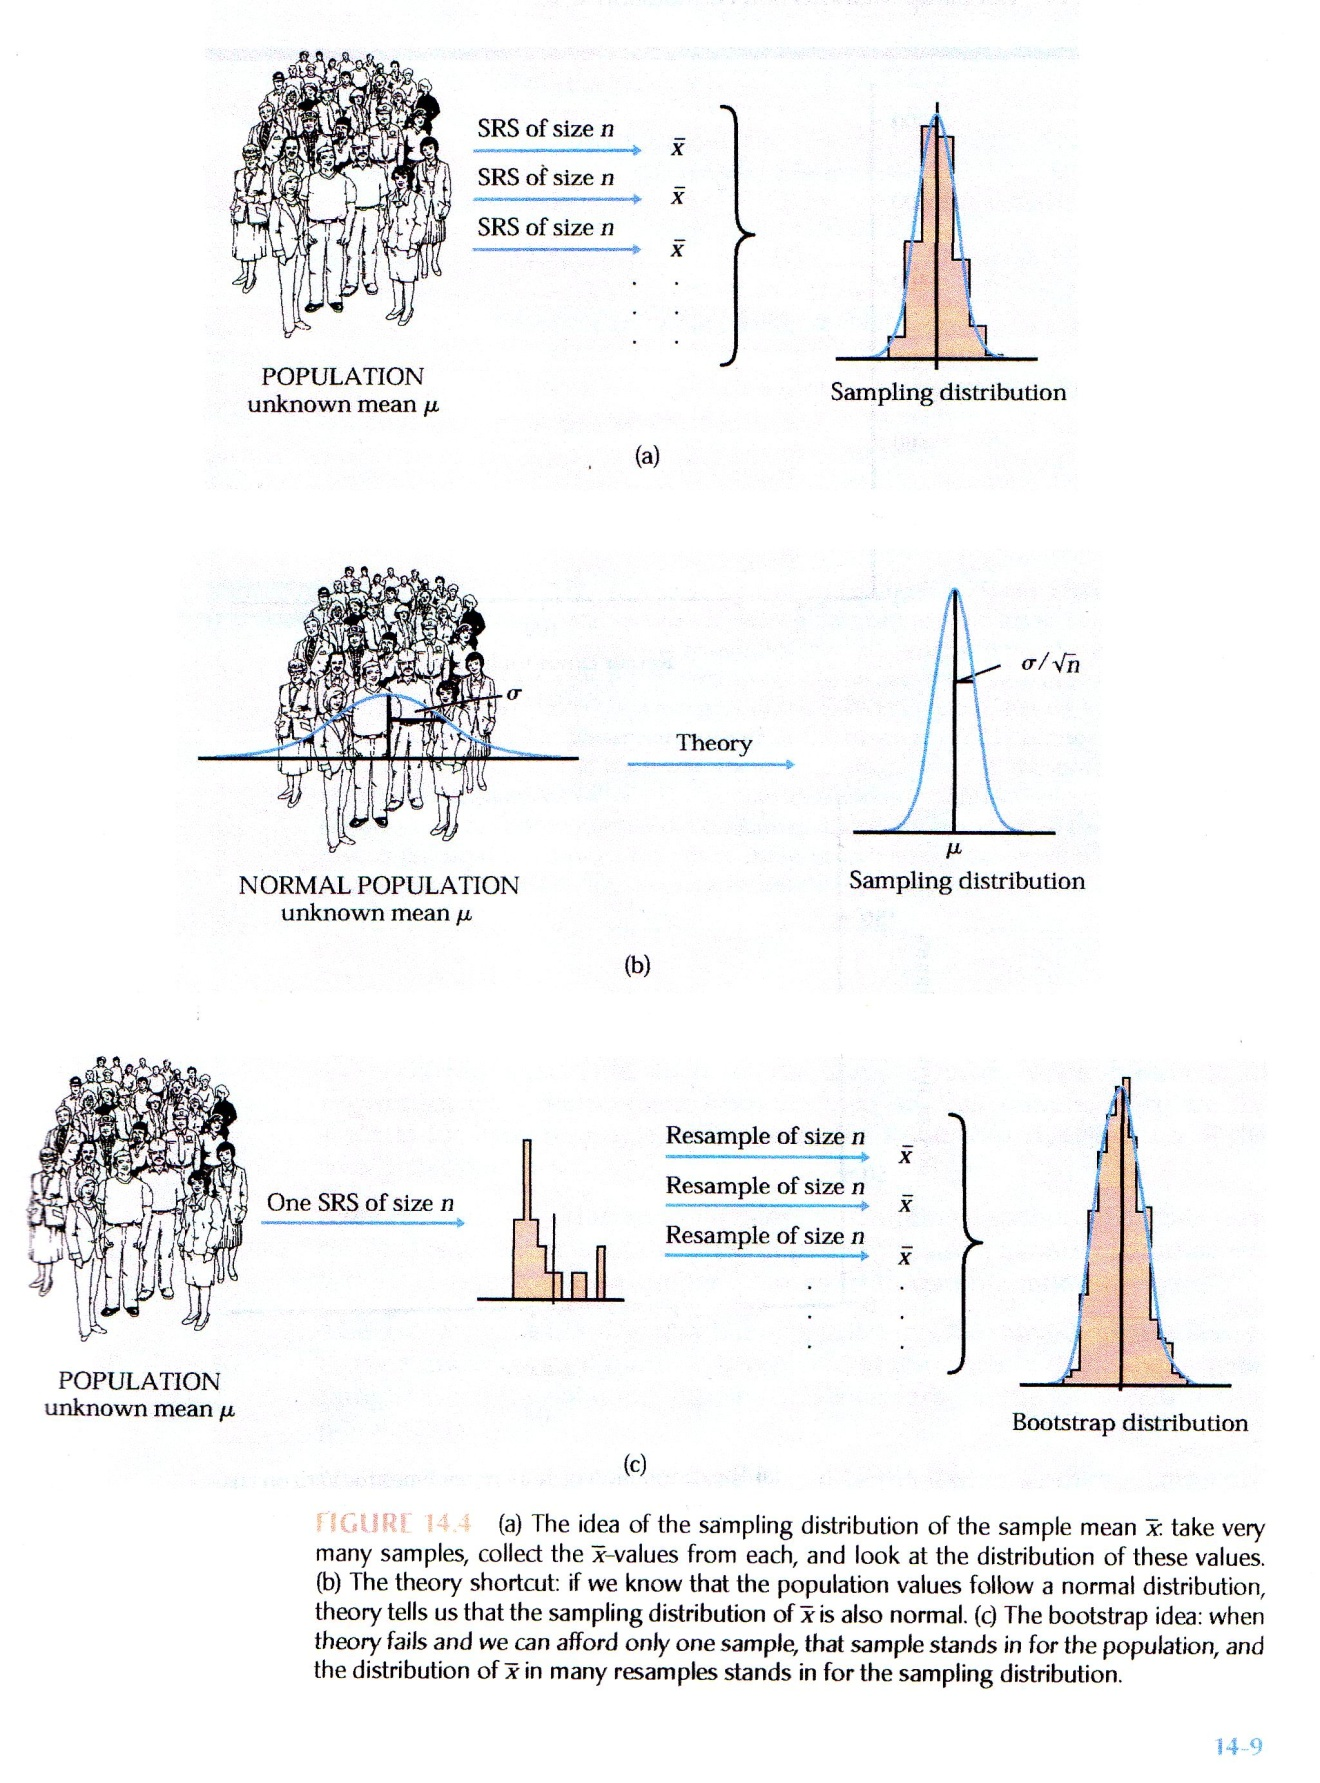 SRS of size n
x̄
SRS of size n
x̄
SRS of size n
x̄
POPULATION
unknown mean μ
Sampling distribution
(a)
σ
Theory
σ/√n
μ
NORMAL POPULATION
unknown mean μ
Sampling distribution
(b)
One SRS of size n
Resample of size n
x̄
Resample of size n
x̄
Resample of size n
x̄
POPULATION
unknown mean μ
Bootstrap distribution
(c)
FIGURE 14.4 (a) The idea of the sampling distribution of the sample mean x̄: take very
many samples, collect the x̄-values from each, and look at the distribution of these values.
(b) The theory shortcut: if we know that the population values follow a normal distribution,
theory tells us that the sampling distribution of x̄ is also normal. (c) The bootstrap idea: when
theory fails and we can afford only one sample, that sample stands in for the population, and
the distribution of x̄ in many resamples stands in for the sampling distribution.
14-9